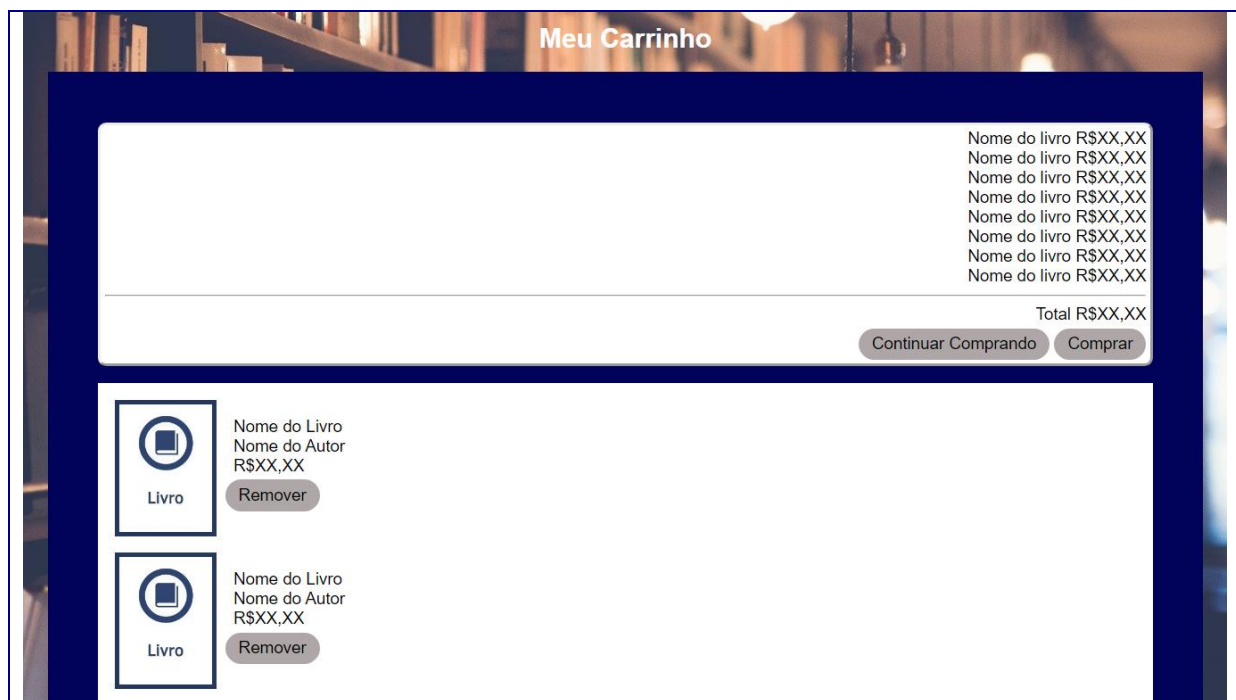 Meu Carrinho
Nome do livro R$XX,XX
Nome do livro R$XX,XX
Nome do livro R$XX,XX
Nome do livro R$XX,XX
Nome do livro R$XX,XX
Nome do livro R$XX,XX
Nome do livro R$XX,XX
Nome do livro R$XX,XX
Total R$XX,XX
Continuar Comprando Comprar
Livro
Nome do Livro
Nome do Autor
R$XX,XX
Remover
Livro
Nome do Livro
Nome do Autor
R$XX,XX
Remover